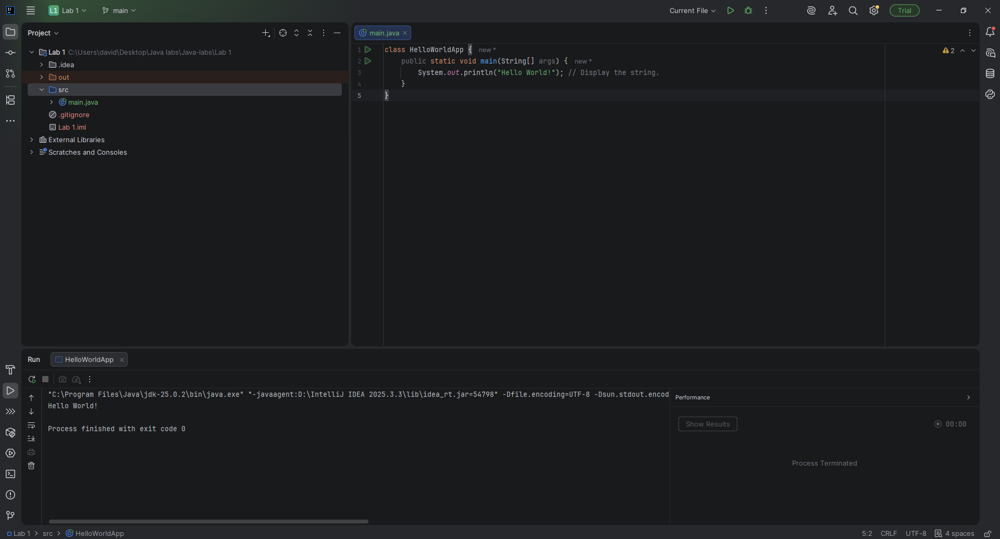 L1 Lab 1 main Current File Trial
Project
main.java
Lab 1 C:\Users\david\Desktop\Java labs\Java-labs\Lab 1
.idea
out
src
main.java
.gitignore
Lab 1.iml
External Libraries
Scratches and Consoles
1 class HelloWorldApp { new *
2 public static void main(String[] args) { new *
3 System.out.println("Hello World!"); // Display the string.
4 }
5 }
2
Run HelloWorldApp
"C:\Program Files\Java\jdk-25.0.2\bin\java.exe" "-javaagent:D:\IntelliJ IDEA 2025.3.3\lib\idea_rt.jar=54798" -Dfile.encoding=UTF-8 -Dsun.stdout.encod
Hello World!
Process finished with exit code 0
Performance
Show Results 00:00
Process Terminated
Lab 1 src HelloWorldApp 5:2 CRLF UTF-8 4 spaces